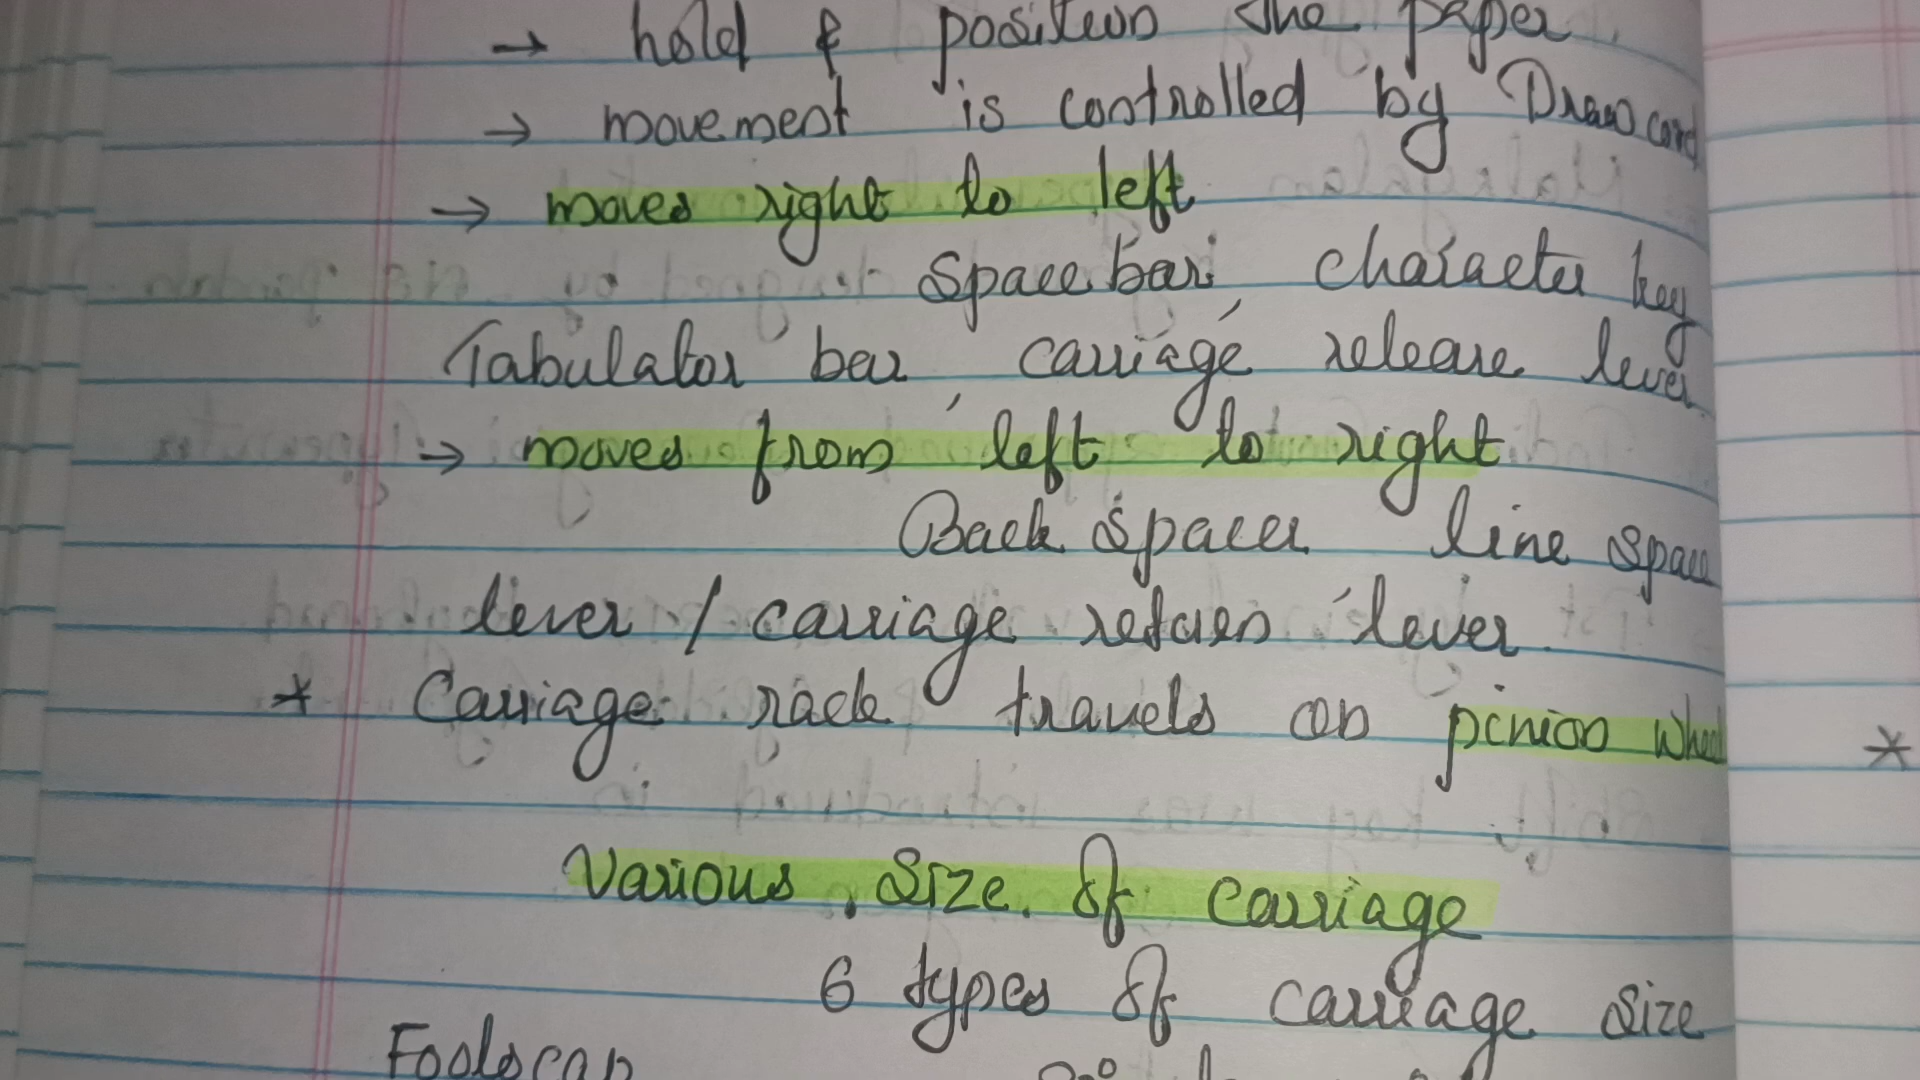 → hold & position the paper.
→ movement is controlled by Draw cord
→ moves right to left
Space bar, character key
Tabulator bar, carriage release lever
→ moves from left to right
Back spacer line space
lever / carriage return lever.
* Carriage rack travels on pinion wheel
*
Various Size of carriage
6 types of carriage size
Foolscap